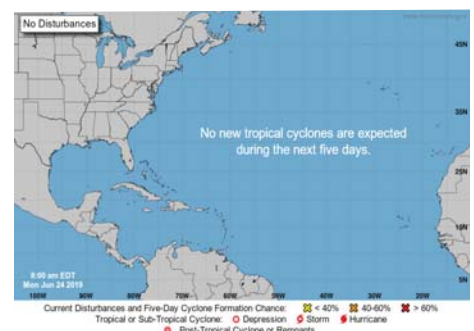 No Disturbances
45N
35N
No new tropical cyclones are expected
during the next five days.
25N
15N
8:00 am EDT
Mon Jun 24 2019
5N
100W 90W 80W 70W 60W 50W 40W 30W 20W 10W
Current Disturbances and Five-Day Cyclone Formation Chance: < 40% 40-60% > 60%
Tropical or Sub-Tropical Cyclone: Depression Storm Hurricane
Post-Tropical Cyclone or Remnants